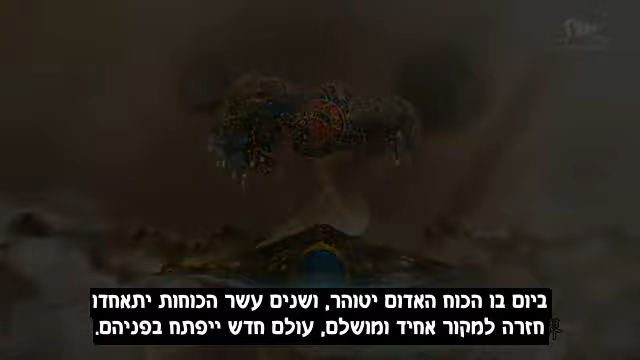 ביום בו הכוח האדום יטוהר, ושנים עשר הכוחות יתאחדו
חזרה למקור אחיד ומושלם, עולם חדש ייפתח בפניהם.